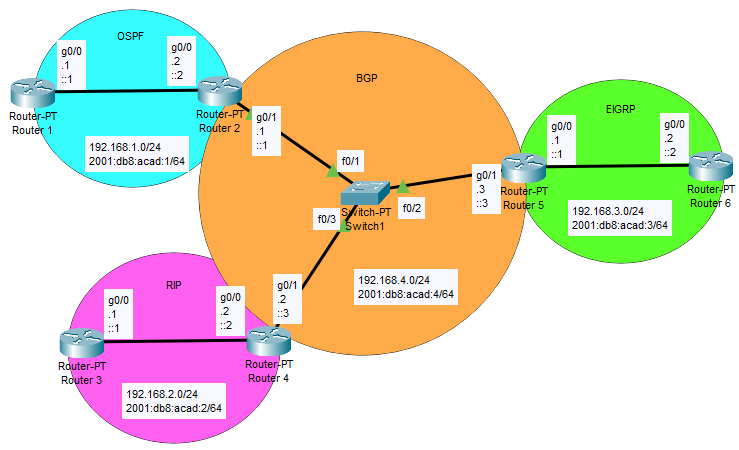 OSPF
g0/0
.1
::1
g0/0
.2
::2
Router-PT
Router 1
Router-PT
Router 2
192.168.1.0/24
2001:db8:acad:1/64
BGP
g0/1
.1
::1
f0/1
f0/3
f0/2
Switch-PT
Switch1
g0/1
.3
::3
192.168.4.0/24
2001:db8:acad:4/64
EIGRP
g0/0
.1
::1
g0/0
.2
::2
Router-PT
Router 5
Router-PT
Router 6
192.168.3.0/24
2001:db8:acad:3/64
RIP
g0/0
.1
::1
g0/0
.2
::2
g0/1
.2
::3
Router-PT
Router 3
Router-PT
Router 4
192.168.2.0/24
2001:db8:acad:2/64